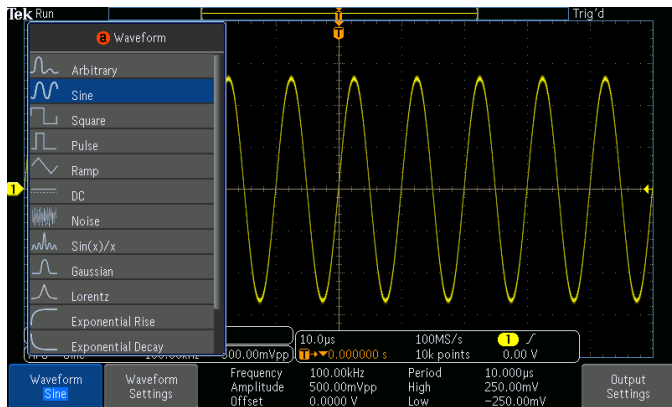 Tek Run
Trig'd
T
T
a Waveform
Arbitrary
Sine
Square
Pulse
Ramp
DC
Noise
Sin(x)/x
Gaussian
Lorentz
Exponential Rise
Exponential Decay
1
10.0µs 100MS/s 1
T→▼0.000000 s 10k points 0.00 V
Waveform
Sine
Waveform
Settings
Frequency 100.00kHz Period 10.000µs
Amplitude 500.00mVpp High 250.00mV
Offset 0.0000 V Low -250.00mV
Output
Settings